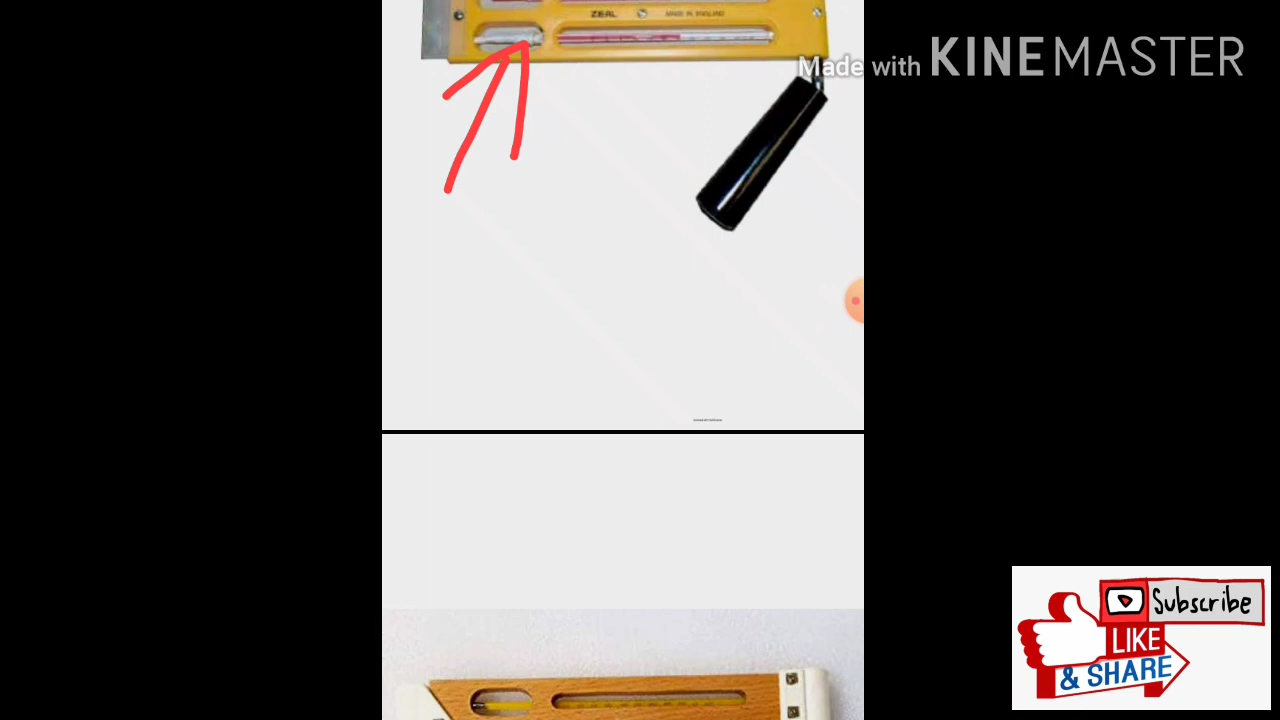 ZEAL MADE IN ENGLAND
Made with KINEMASTER
Subscribe
LIKE
& SHARE